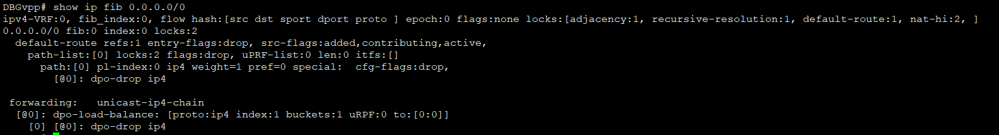 DBGvpp# show ip fib 0.0.0.0/0
ipv4-VRF:0, fib_index:0, flow hash:[src dst sport dport proto ] epoch:0 flags:none locks:[adjacency:1, recursive-resolution:1, default-route:1, nat-hi:2, ]
0.0.0.0/0 fib:0 index:0 locks:2
default-route refs:1 entry-flags:drop, src-flags:added,contributing,active,
path-list:[0] locks:2 flags:drop, uPRF-list:0 len:0 itfs:[]
path:[0] pl-index:0 ip4 weight=1 pref=0 special:  cfg-flags:drop,
[@0]: dpo-drop ip4
forwarding:   unicast-ip4-chain
[@0]: dpo-load-balance: [proto:ip4 index:1 buckets:1 uRPF:0 to:[0:0]]
[0] [@0]: dpo-drop ip4